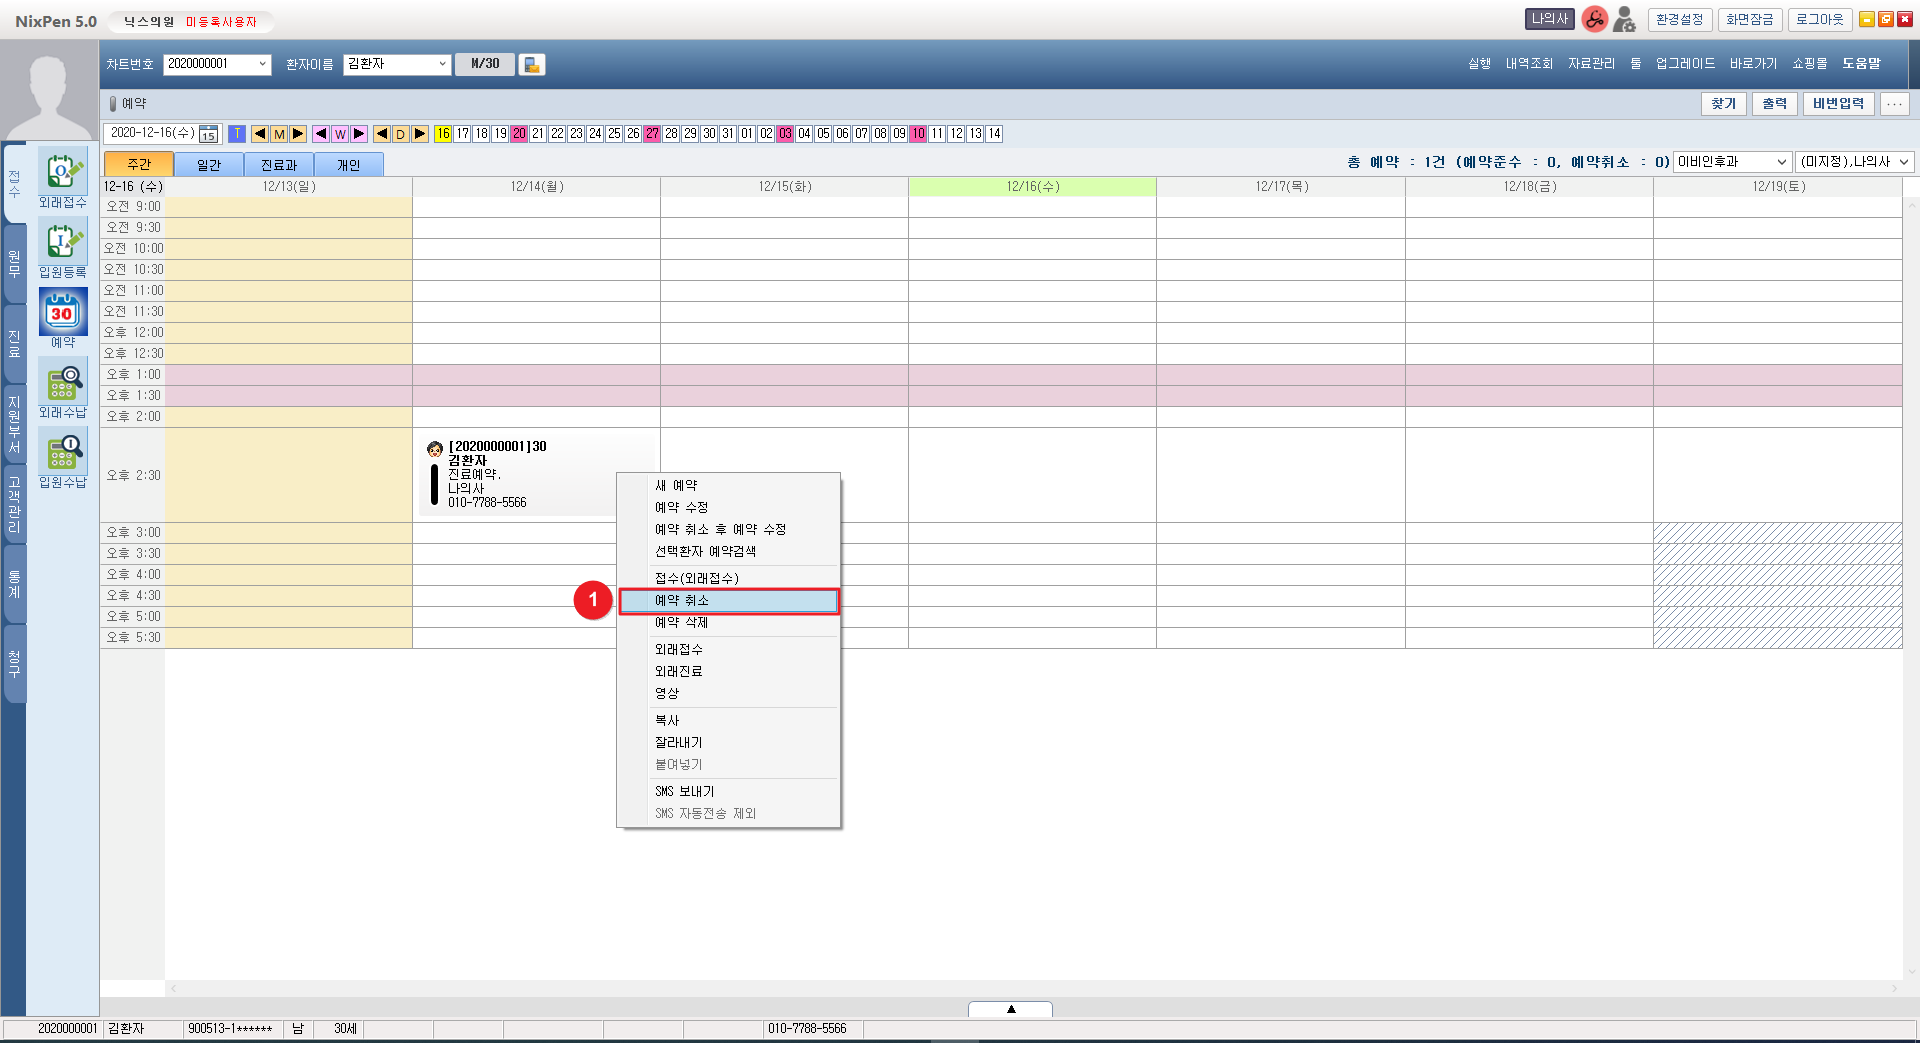 NixPen 5.0 닉스의원 미등록사용자 나의사 환경설정 화면잠금 로그아웃
차트번호 2020000001 환자이름 김환자 M/30 실행 내역조회 자료관리 툴 업그레이드 바로가기 쇼핑몰 도움말
예약 찾기 출력 비번입력 ...
2020-12-16(수) 15 T ◀ M ▶ ◀ W ▶ ◀ D ▶ 16 17 18 19 20 21 22 23 24 25 26 27 28 29 30 31 01 02 03 04 05 06 07 08 09 10 11 12 13 14
주간 일간 진료과 개인 총 예약 : 1건 (예약준수 : 0, 예약취소 : 0) 이비인후과 (미지정),나의사
12-16 (수) 12/13(일) 12/14(월) 12/15(화) 12/16(수) 12/17(목) 12/18(금) 12/19(토)
오전 9:00
오전 9:30
오전 10:00
오전 10:30
오전 11:00
오전 11:30
오후 12:00
오후 12:30
오후 1:00
오후 1:30
오후 2:00
오후 2:30
오후 3:00
오후 3:30
오후 4:00
오후 4:30
오후 5:00
오후 5:30
접수
원무
진료
지원부서
고객관리
통계
청구
외래접수
입원등록
30
예약
외래수납
입원수납
[2020000001]30
김환자
진료예약.
나의사
010-7788-5566
새 예약
예약 수정
예약 취소 후 예약 수정
선택환자 예약검색
접수(외래접수)
1 예약 취소
예약 삭제
외래접수
외래진료
영상
복사
잘라내기
붙여넣기
SMS 보내기
SMS 자동전송 제외
▲
2020000001 김환자 900513-1****** 남 30세 010-7788-5566